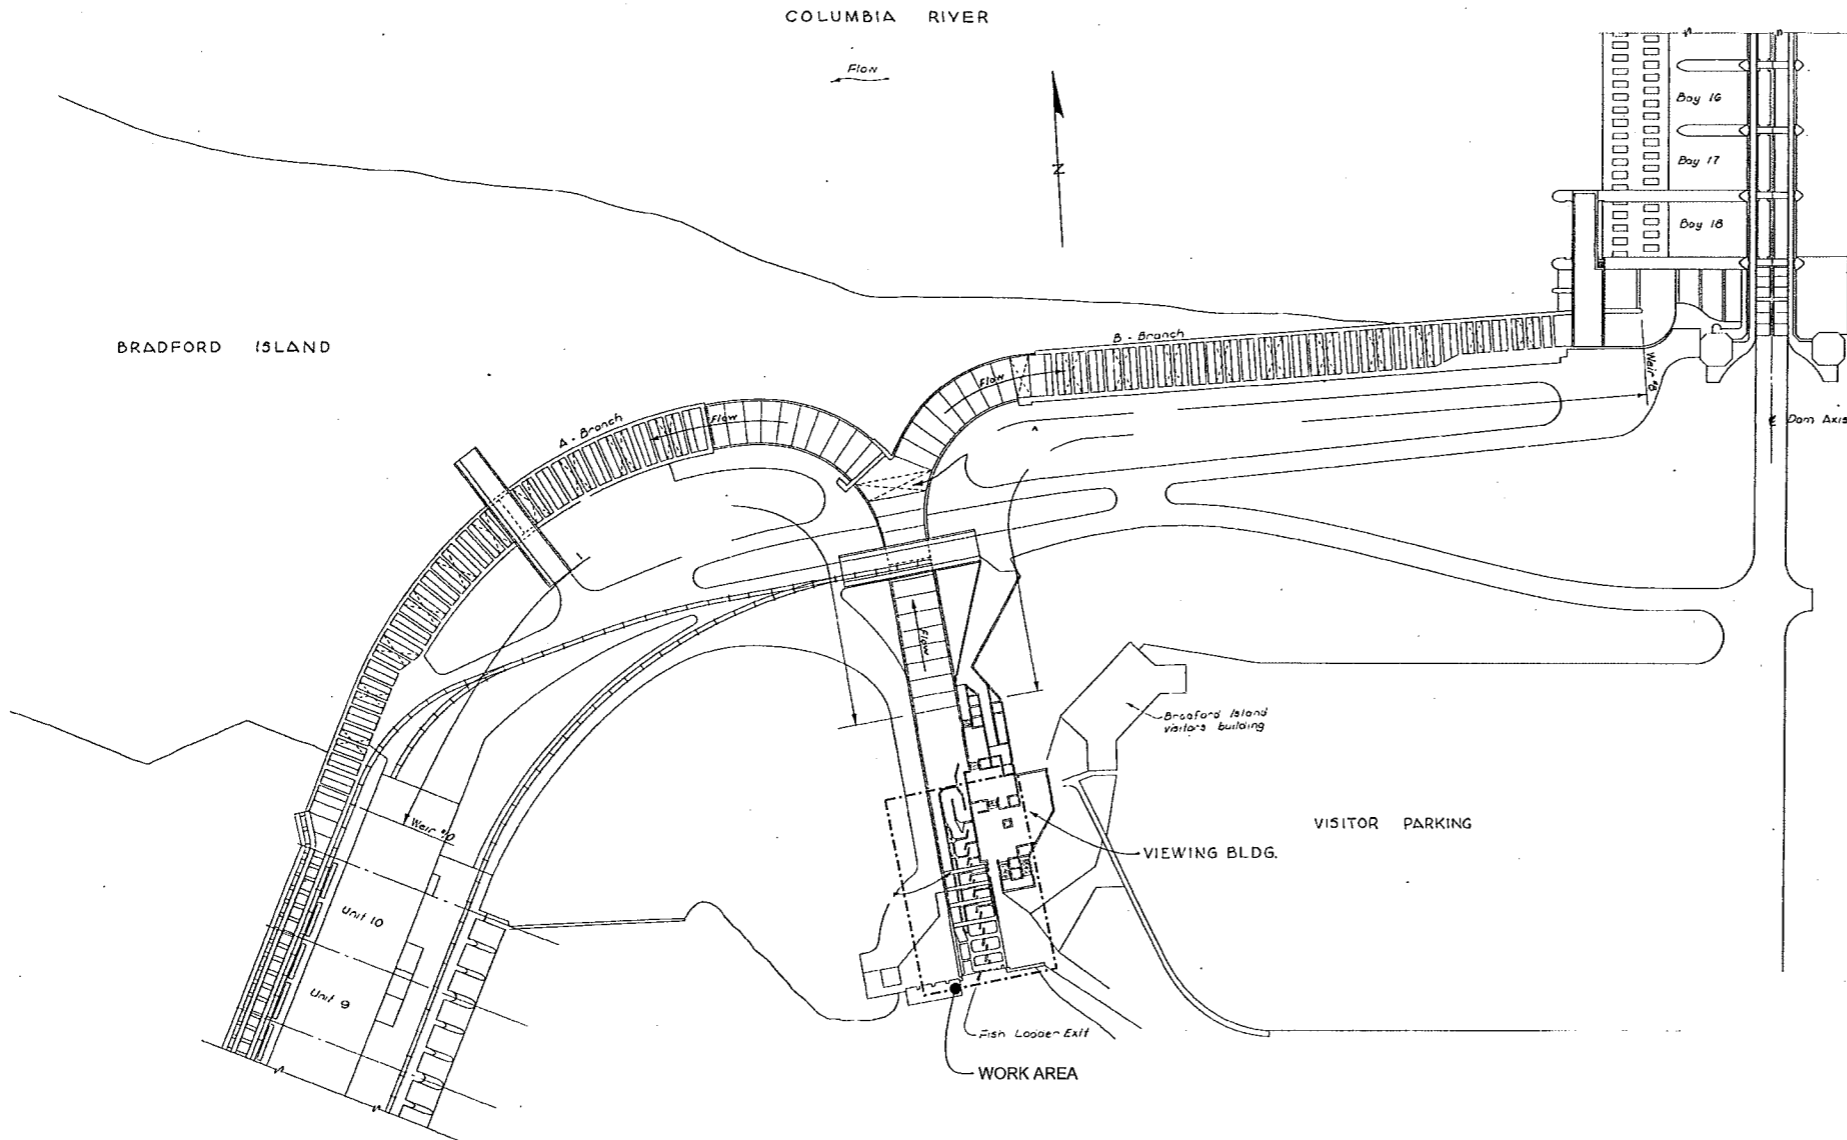 COLUMBIA RIVER
Flow
N
Bay 16
Bay 17
Bay 18
BRADFORD ISLAND
B - Branch
Flow
Weir #8
A - Branch
Flow
℄ Dam Axis
Flow
Bradford Island
visitors building
Weir #10
VISITOR PARKING
VIEWING BLDG.
Unit 10
Unit 9
Fish Ladder Exit
WORK AREA